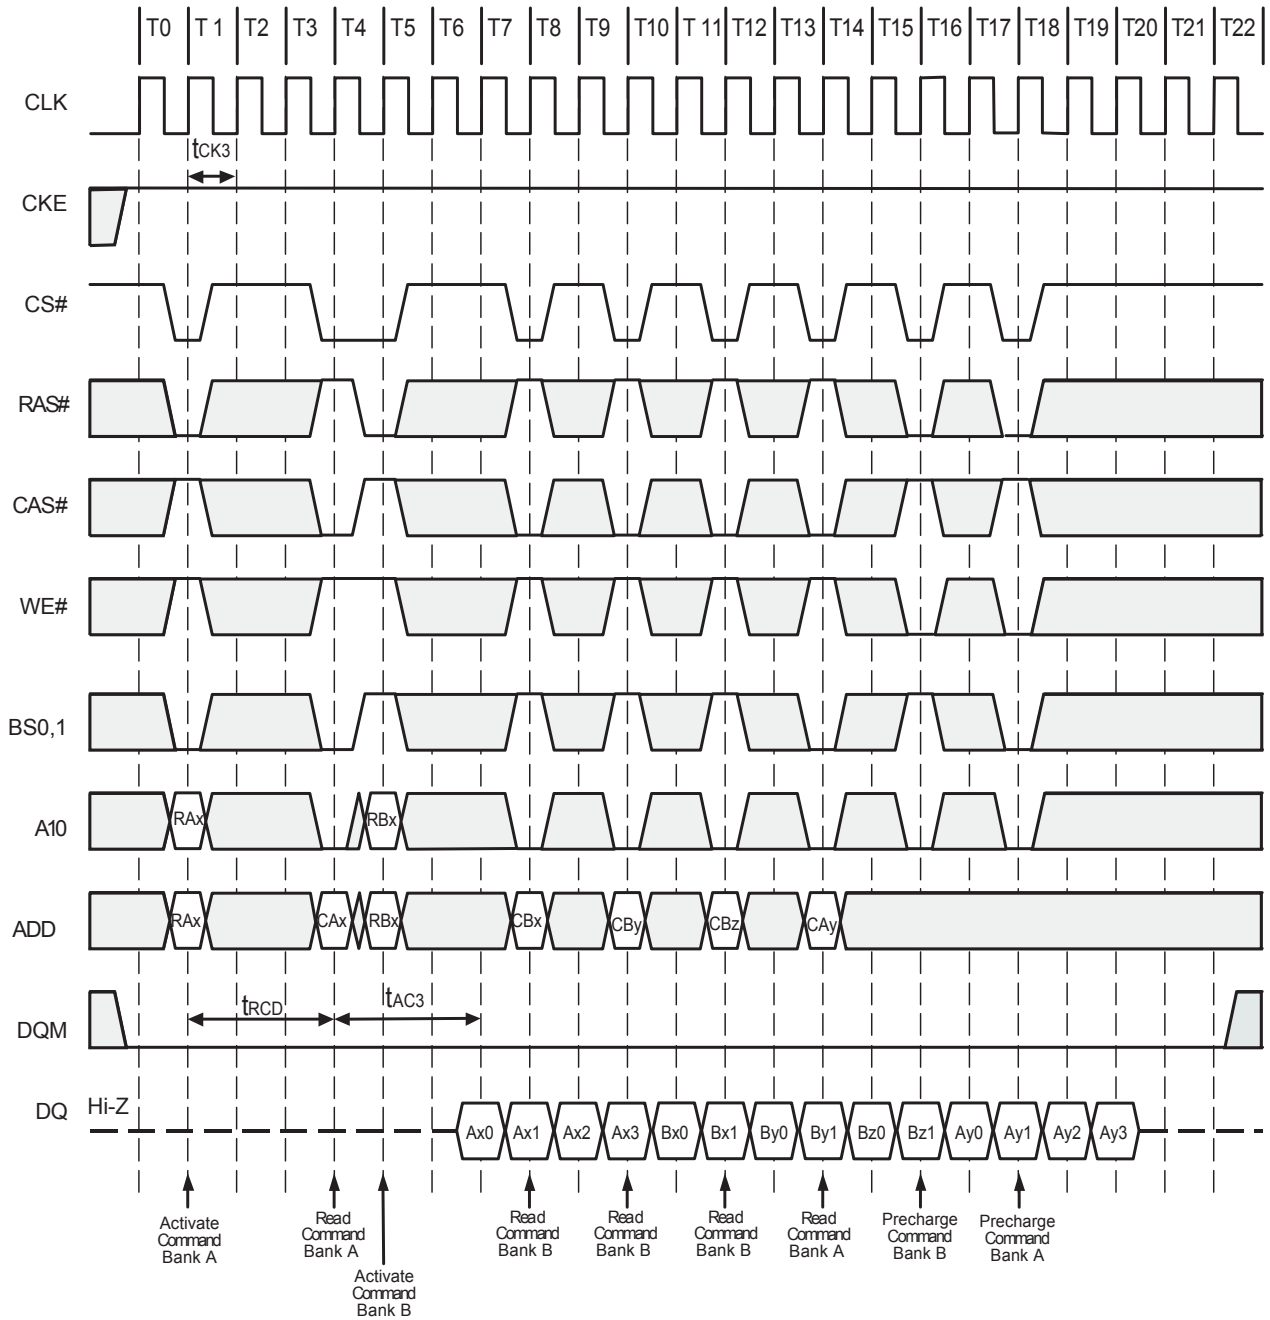 T0 T 1 T2 T3 T4 T5 T6 T7 T8 T9 T10 T 11 T12 T13 T14 T15 T16 T17 T18 T19 T20 T21 T22
CLK
tCK3
CKE
CS#
RAS#
CAS#
WE#
BS0,1
A10
RAx RBx
ADD
RAx CAx RBx CBx CBy CBz CAy
tRCD tAC3
DQM
DQ
Hi-Z
Ax0 Ax1 Ax2 Ax3 Bx0 Bx1 By0 By1 Bz0 Bz1 Ay0 Ay1 Ay2 Ay3
Activate
Command
Bank A
Read
Command
Bank A
Activate
Command
Bank B
Read
Command
Bank B
Read
Command
Bank B
Read
Command
Bank B
Read
Command
Bank A
Precharge
Command
Bank B
Precharge
Command
Bank A